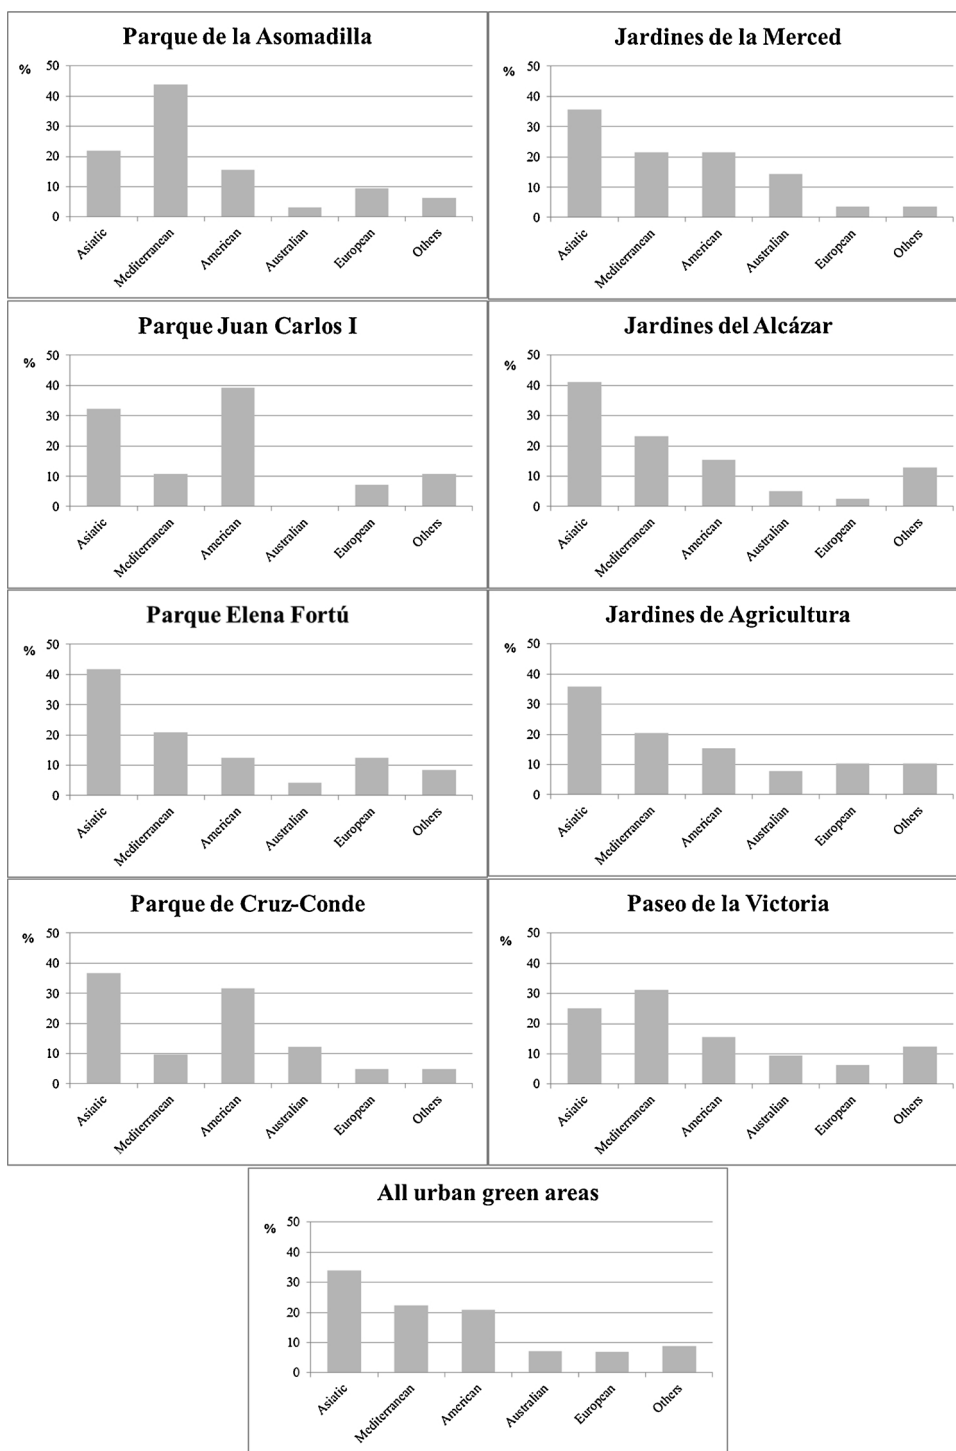 Parque de la Asomadilla
%
50
40
30
20
10
0
Asiatic
Mediterranean
American
Australian
European
Others
Jardines de la Merced
%
50
40
30
20
10
0
Asiatic
Mediterranean
American
Australian
European
Others
Parque Juan Carlos I
%
50
40
30
20
10
0
Asiatic
Mediterranean
American
Australian
European
Others
Jardines del Alcázar
%
50
40
30
20
10
0
Asiatic
Mediterranean
American
Australian
European
Others
Parque Elena Fortú
%
50
40
30
20
10
0
Asiatic
Mediterranean
American
Australian
European
Others
Jardines de Agricultura
%
50
40
30
20
10
0
Asiatic
Mediterranean
American
Australian
European
Others
Parque de Cruz-Conde
%
50
40
30
20
10
0
Asiatic
Mediterranean
American
Australian
European
Others
Paseo de la Victoria
%
50
40
30
20
10
0
Asiatic
Mediterranean
American
Australian
European
Others
All urban green areas
%
50
40
30
20
10
0
Asiatic
Mediterranean
American
Australian
European
Others